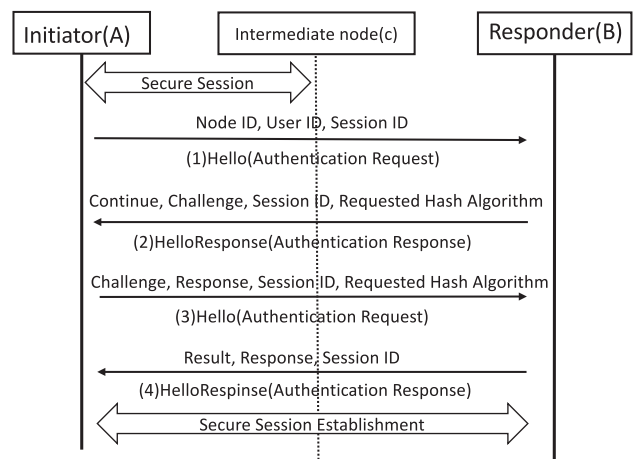 Initiator(A)
Intermediate node(c)
Responder(B)
Secure Session
Node ID, User ID, Session ID
(1)Hello(Authentication Request)
Continue, Challenge, Session ID, Requested Hash Algorithm
(2)HelloResponse(Authentication Response)
Challenge, Response, Session ID, Requested Hash Algorithm
(3)Hello(Authentication Request)
Result, Response, Session ID
(4)HelloRespinse(Authentication Response)
Secure Session Establishment